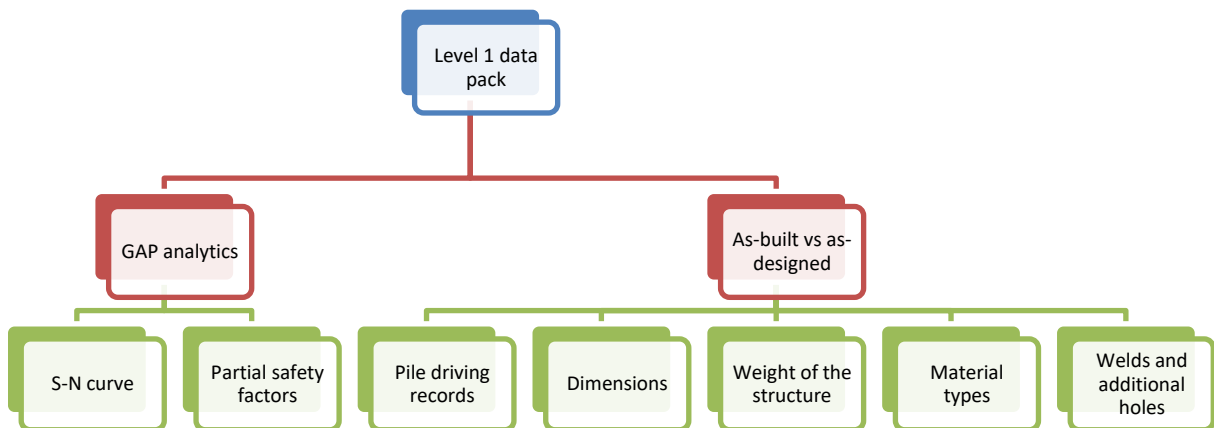 Level 1 data
pack
GAP analytics
As-built vs as-
designed
S-N curve
Partial safety
factors
Pile driving
records
Dimensions
Weight of the
structure
Material
types
Welds and
additional
holes